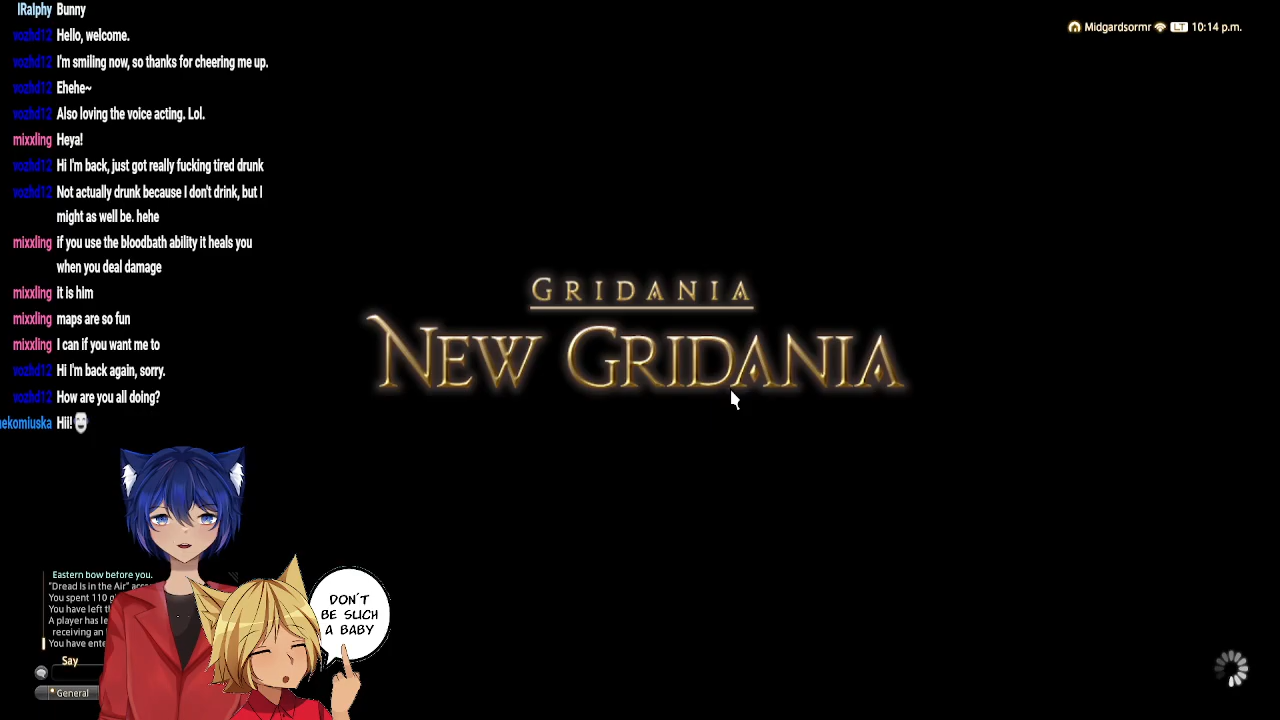 lRalphy Bunny
vozhd12 Hello, welcome.
vozhd12 I'm smiling now, so thanks for cheering me up.
vozhd12 Ehehe~
vozhd12 Also loving the voice acting. Lol.
mixxling Heya!
vozhd12 Hi I'm back, just got really fucking tired drunk
vozhd12 Not actually drunk because I don't drink, but I
might as well be. hehe
mixxling if you use the bloodbath ability it heals you
when you deal damage
mixxling it is him
mixxling maps are so fun
mixxling I can if you want me to
vozhd12 Hi I'm back again, sorry.
vozhd12 How are you all doing?
nekomiuska Hii!
Midgardsormr LT 10:14 p.m.
GRIDANIA
NEW GRIDANIA
Eastern bow before you.
"Dread Is in the Air"
You spent 110
You have left
A player has
receiving an
You have
Say
General
DON'T
BE SUCH
A BABY